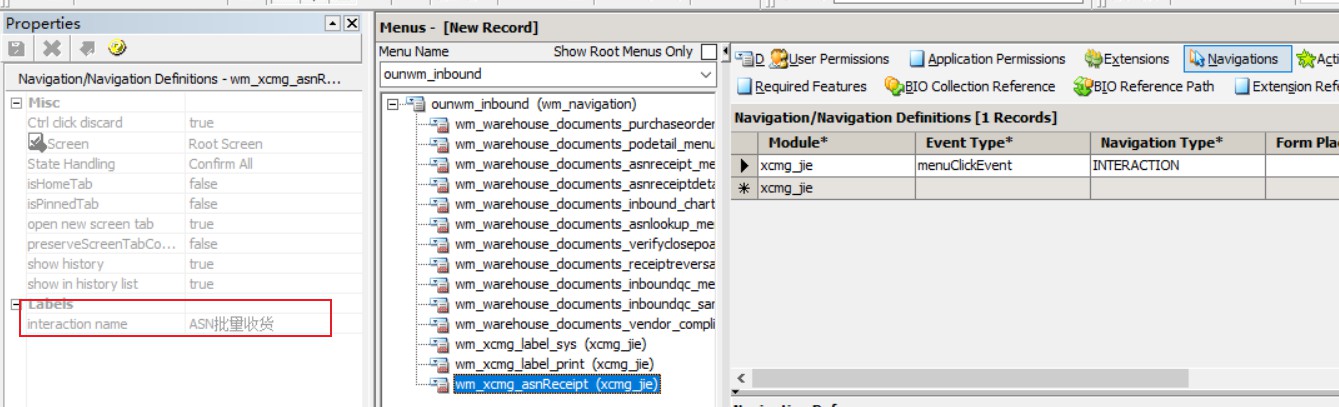 Properties
Navigation/Navigation Definitions - wm_xcmg_asnR...
Misc
Ctrl click discard true
Screen Root Screen
State Handling Confirm All
isHomeTab false
isPinnedTab false
open new screen tab true
preserveScreenTabCo... false
show history true
show in history list true
Labels
interaction name ASN批量收货
Menus - [New Record]
Menu Name Show Root Menus Only
ounwm_inbound
ounwm_inbound (wm_navigation)
wm_warehouse_documents_purchaseorder
wm_warehouse_documents_podetail_menu
wm_warehouse_documents_asnreceipt_me
wm_warehouse_documents_asnreceiptdeta
wm_warehouse_documents_inbound_chart
wm_warehouse_documents_asnlookup_me
wm_warehouse_documents_verifyclosepoa
wm_warehouse_documents_receiptreversa
wm_warehouse_documents_inboundqc_me
wm_warehouse_documents_inboundqc_sar
wm_warehouse_documents_vendor_compli
wm_xcmg_label_sys (xcmg_jie)
wm_xcmg_label_print (xcmg_jie)
wm_xcmg_asnReceipt (xcmg_jie)
D User Permissions Application Permissions Extensions Navigations Acti
Required Features BIO Collection Reference BIO Reference Path Extension Ref
Navigation/Navigation Definitions [1 Records]
Module* Event Type* Navigation Type* Form Pla
xcmg_jie menuClickEvent INTERACTION
xcmg_jie